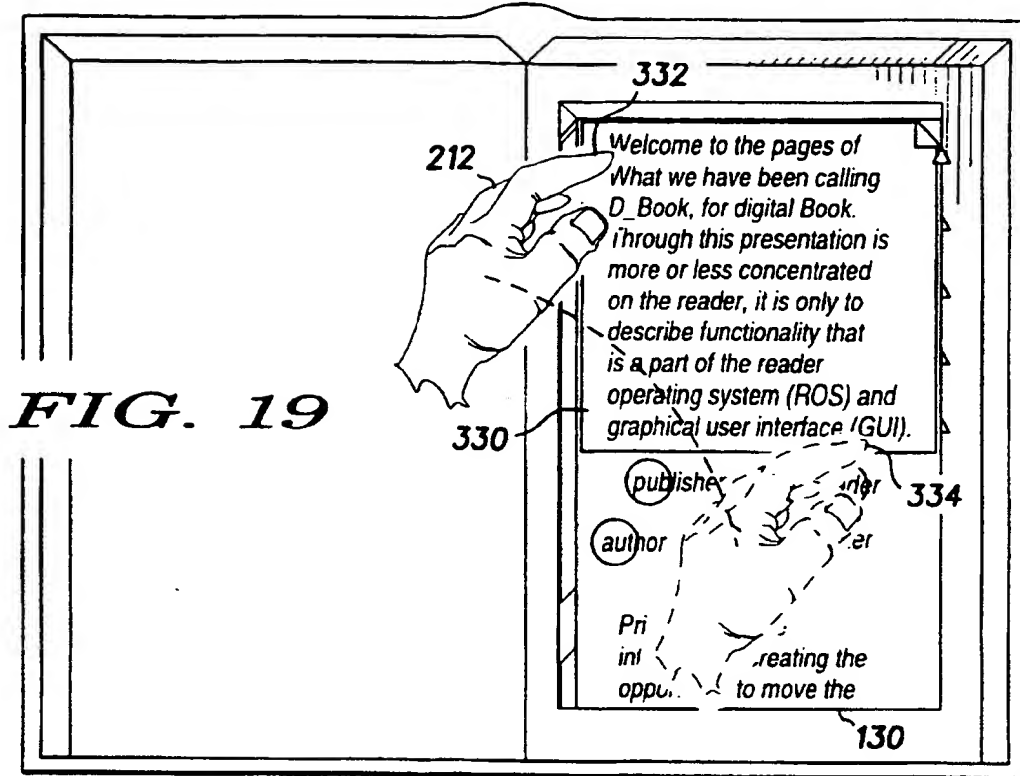 332
212
Welcome to the pages of
What we have been calling
D_Book, for digital Book.
Through this presentation is
more or less concentrated
on the reader, it is only to
describe functionality that
is a part of the reader
operating system (ROS) and
graphical user interface (GUI).
FIG. 19
330
publisher
334
author
reating the
to move the
130